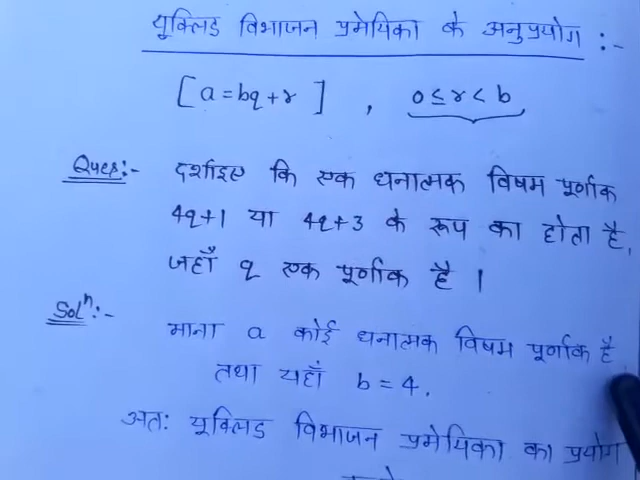 यूक्लिड विभाजन प्रमेयिका के अनुप्रयोग :-
[a = bq + r] , 0 ≤ r < b
Ques:- दर्शाइए कि एक धनात्मक विषम पूर्णांक
4q+1 या 4q+3 के रूप का होता है,
जहाँ q एक पूर्णांक है ।
Solⁿ:-
माना a कोई धनात्मक विषम पूर्णांक है
तथा यहाँ b = 4.
अतः यूक्लिड विभाजन प्रमेयिका का प्रयोग